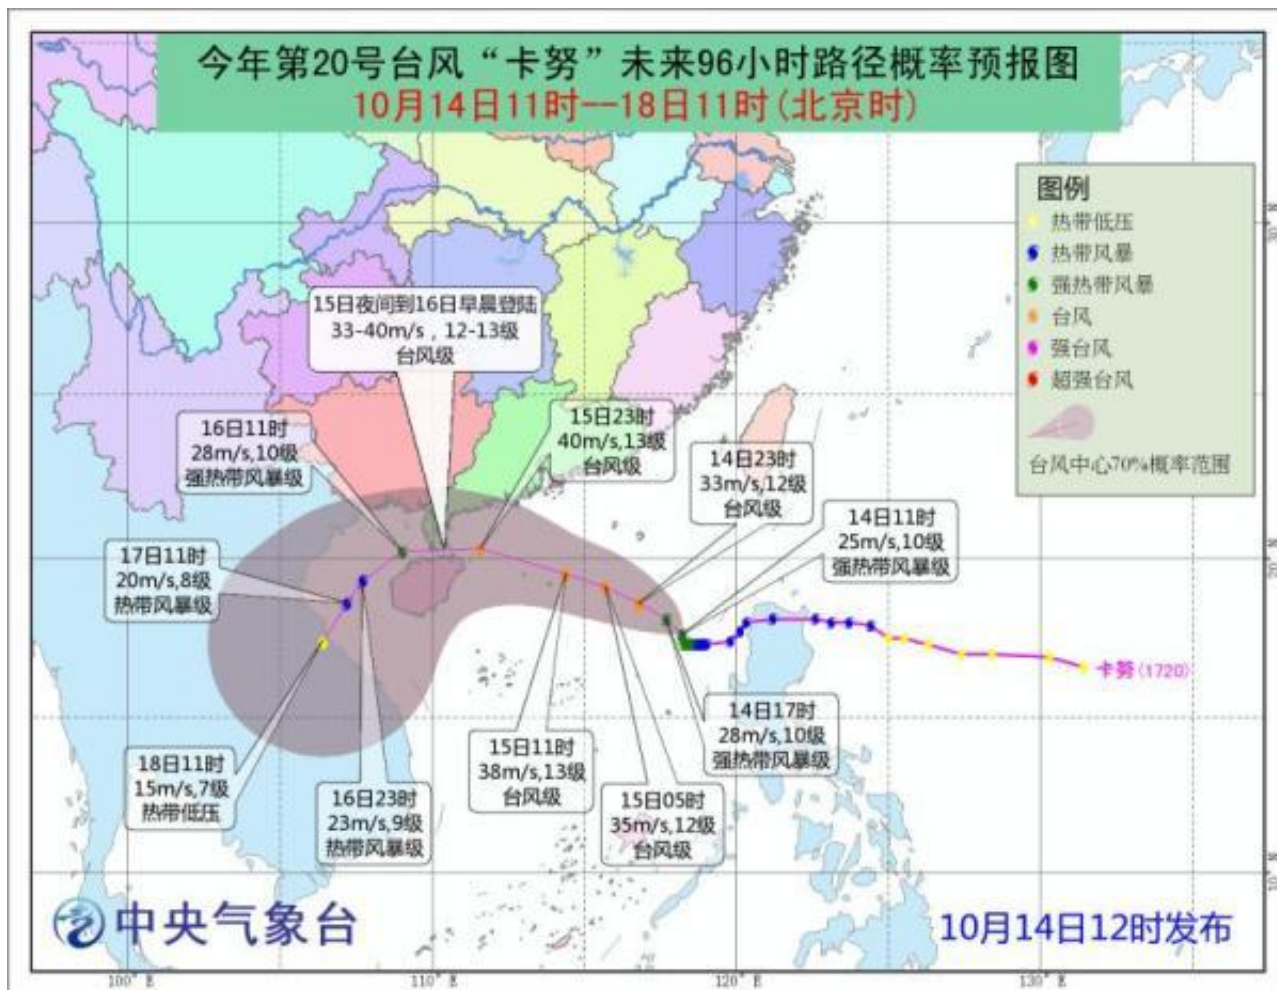 今年第20号台风“卡努”未来96小时路径概率预报图
10月14日11时--18日11时(北京时)
图例
热带低压
热带风暴
强热带风暴
台风
强台风
超强台风
台风中心70%概率范围
15日夜间到16日早晨登陆
33-40m/s，12-13级
台风级
16日11时
28m/s,10级
强热带风暴级
15日23时
40m/s,13级
台风级
14日23时
33m/s,12级
台风级
14日11时
25m/s,10级
强热带风暴级
17日11时
20m/s,8级
热带风暴级
卡努(1720)
14日17时
28m/s,10级
强热带风暴级
18日11时
15m/s,7级
热带低压
16日23时
23m/s,9级
热带风暴级
15日11时
38m/s,13级
台风级
15日05时
35m/s,12级
台风级
中央气象台
10月14日12时发布
100° E
110° E
120° E
130° E